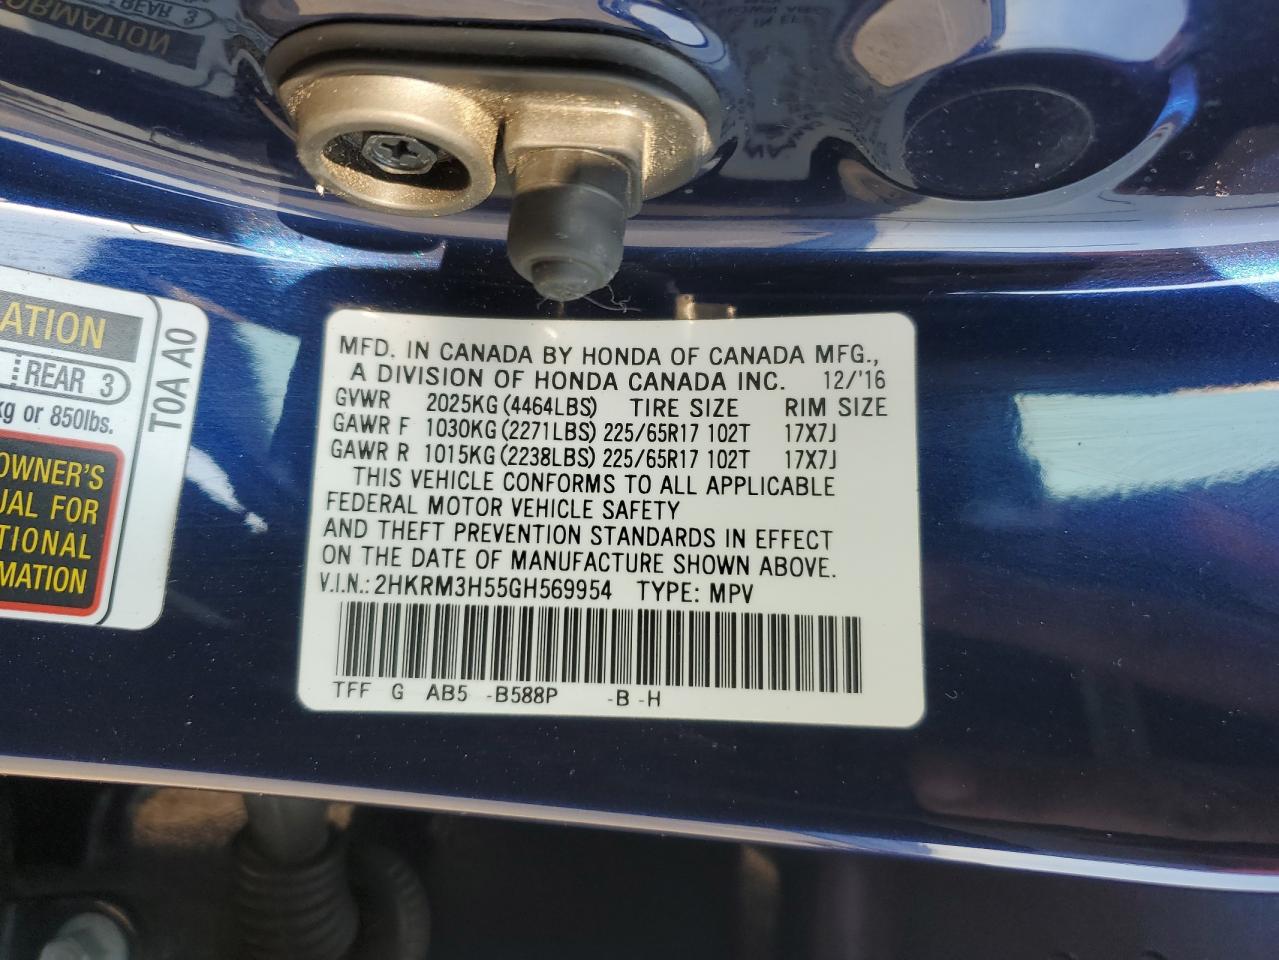 MFD. IN CANADA BY HONDA OF CANADA MFG.,
A DIVISION OF HONDA CANADA INC. 12/'16
GVWR 2025KG (4464LBS) TIRE SIZE RIM SIZE
GAWR F 1030KG (2271LBS) 225/65R17 102T 17X7J
GAWR R 1015KG (2238LBS) 225/65R17 102T 17X7J
THIS VEHICLE CONFORMS TO ALL APPLICABLE
FEDERAL MOTOR VEHICLE SAFETY
AND THEFT PREVENTION STANDARDS IN EFFECT
ON THE DATE OF MANUFACTURE SHOWN ABOVE.
V.I.N.: 2HKRM3H55GH569954 TYPE: MPV
TFF G AB5 -B588P -B -H
ATION
REAR 3
kg or 850lbs.
OWNER'S
UAL FOR
TIONAL
RMATION
T0A A0
ORMATION
REAR 3